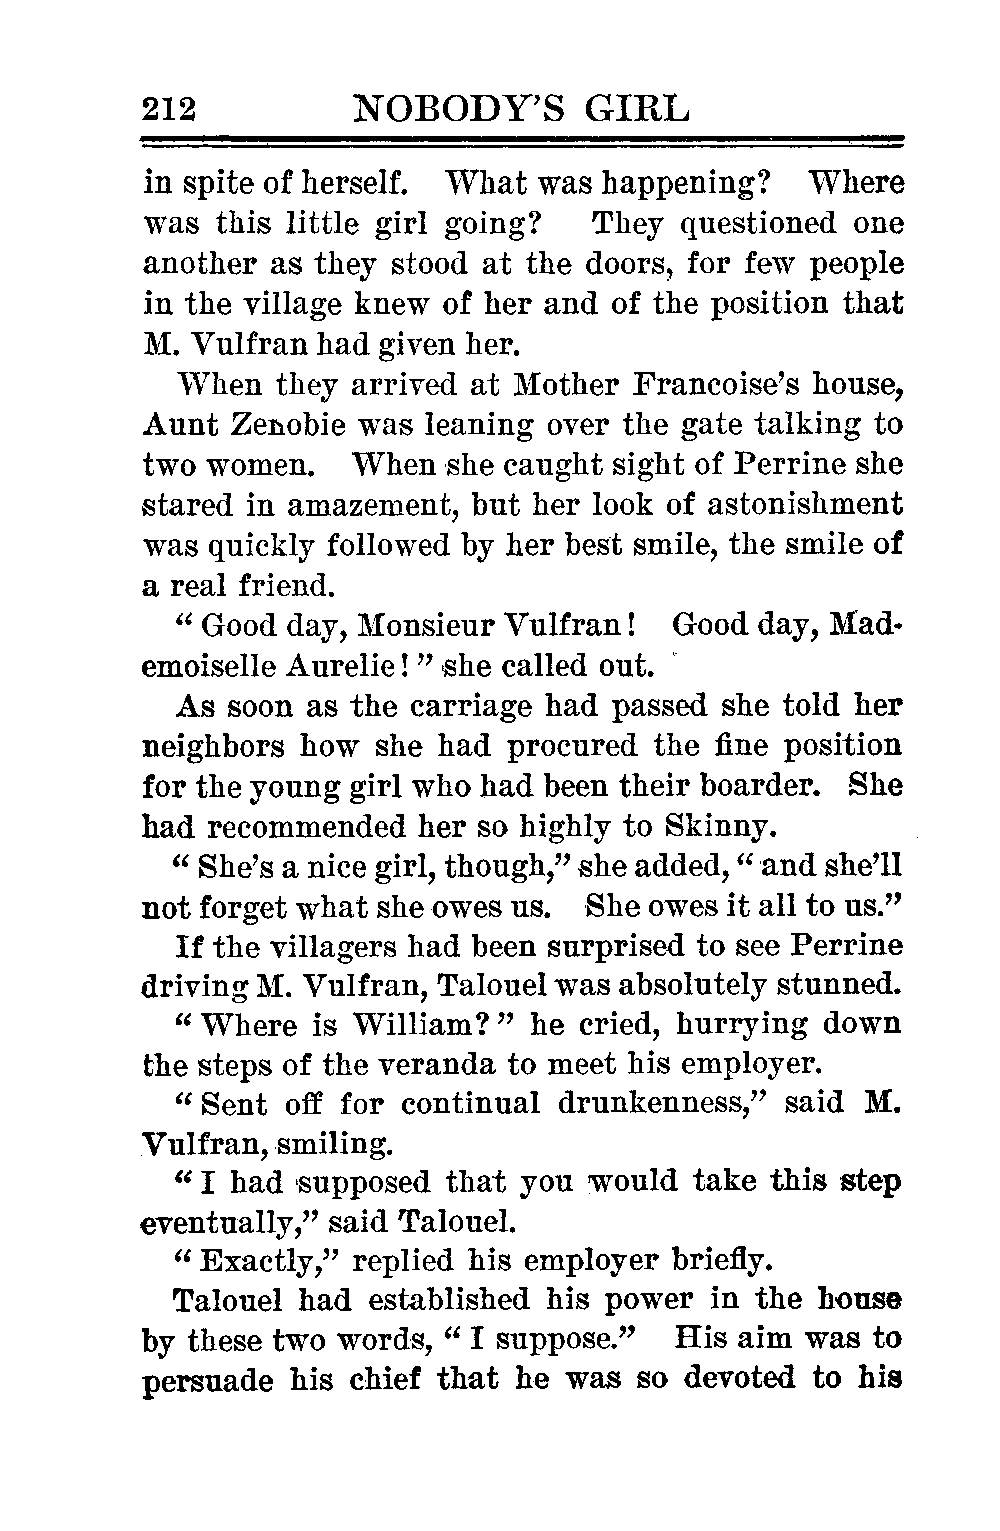 212 NOBODY'S GIRL
in spite of herself. What was happening? Where
was this little girl going? They questioned one
another as they stood at the doors, for few people
in the village knew of her and of the position that
M. Vulfran had given her.
When they arrived at Mother Francoise's house,
Aunt Zenobie was leaning over the gate talking to
two women. When she caught sight of Perrine she
stared in amazement, but her look of astonishment
was quickly followed by her best smile, the smile of
a real friend.
“ Good day, Monsieur Vulfran! Good day, Mad-
emoiselle Aurelie! ” she called out.
As soon as the carriage had passed she told her
neighbors how she had procured the fine position
for the young girl who had been their boarder. She
had recommended her so highly to Skinny.
“ She's a nice girl, though,” she added, “ and she'll
not forget what she owes us. She owes it all to us.”
If the villagers had been surprised to see Perrine
driving M. Vulfran, Talouel was absolutely stunned.
“ Where is William? ” he cried, hurrying down
the steps of the veranda to meet his employer.
“ Sent off for continual drunkenness,” said M.
Vulfran, smiling.
“ I had supposed that you would take this step
eventually,” said Talouel.
“ Exactly,” replied his employer briefly.
Talouel had established his power in the house
by these two words, “ I suppose.” His aim was to
persuade his chief that he was so devoted to his